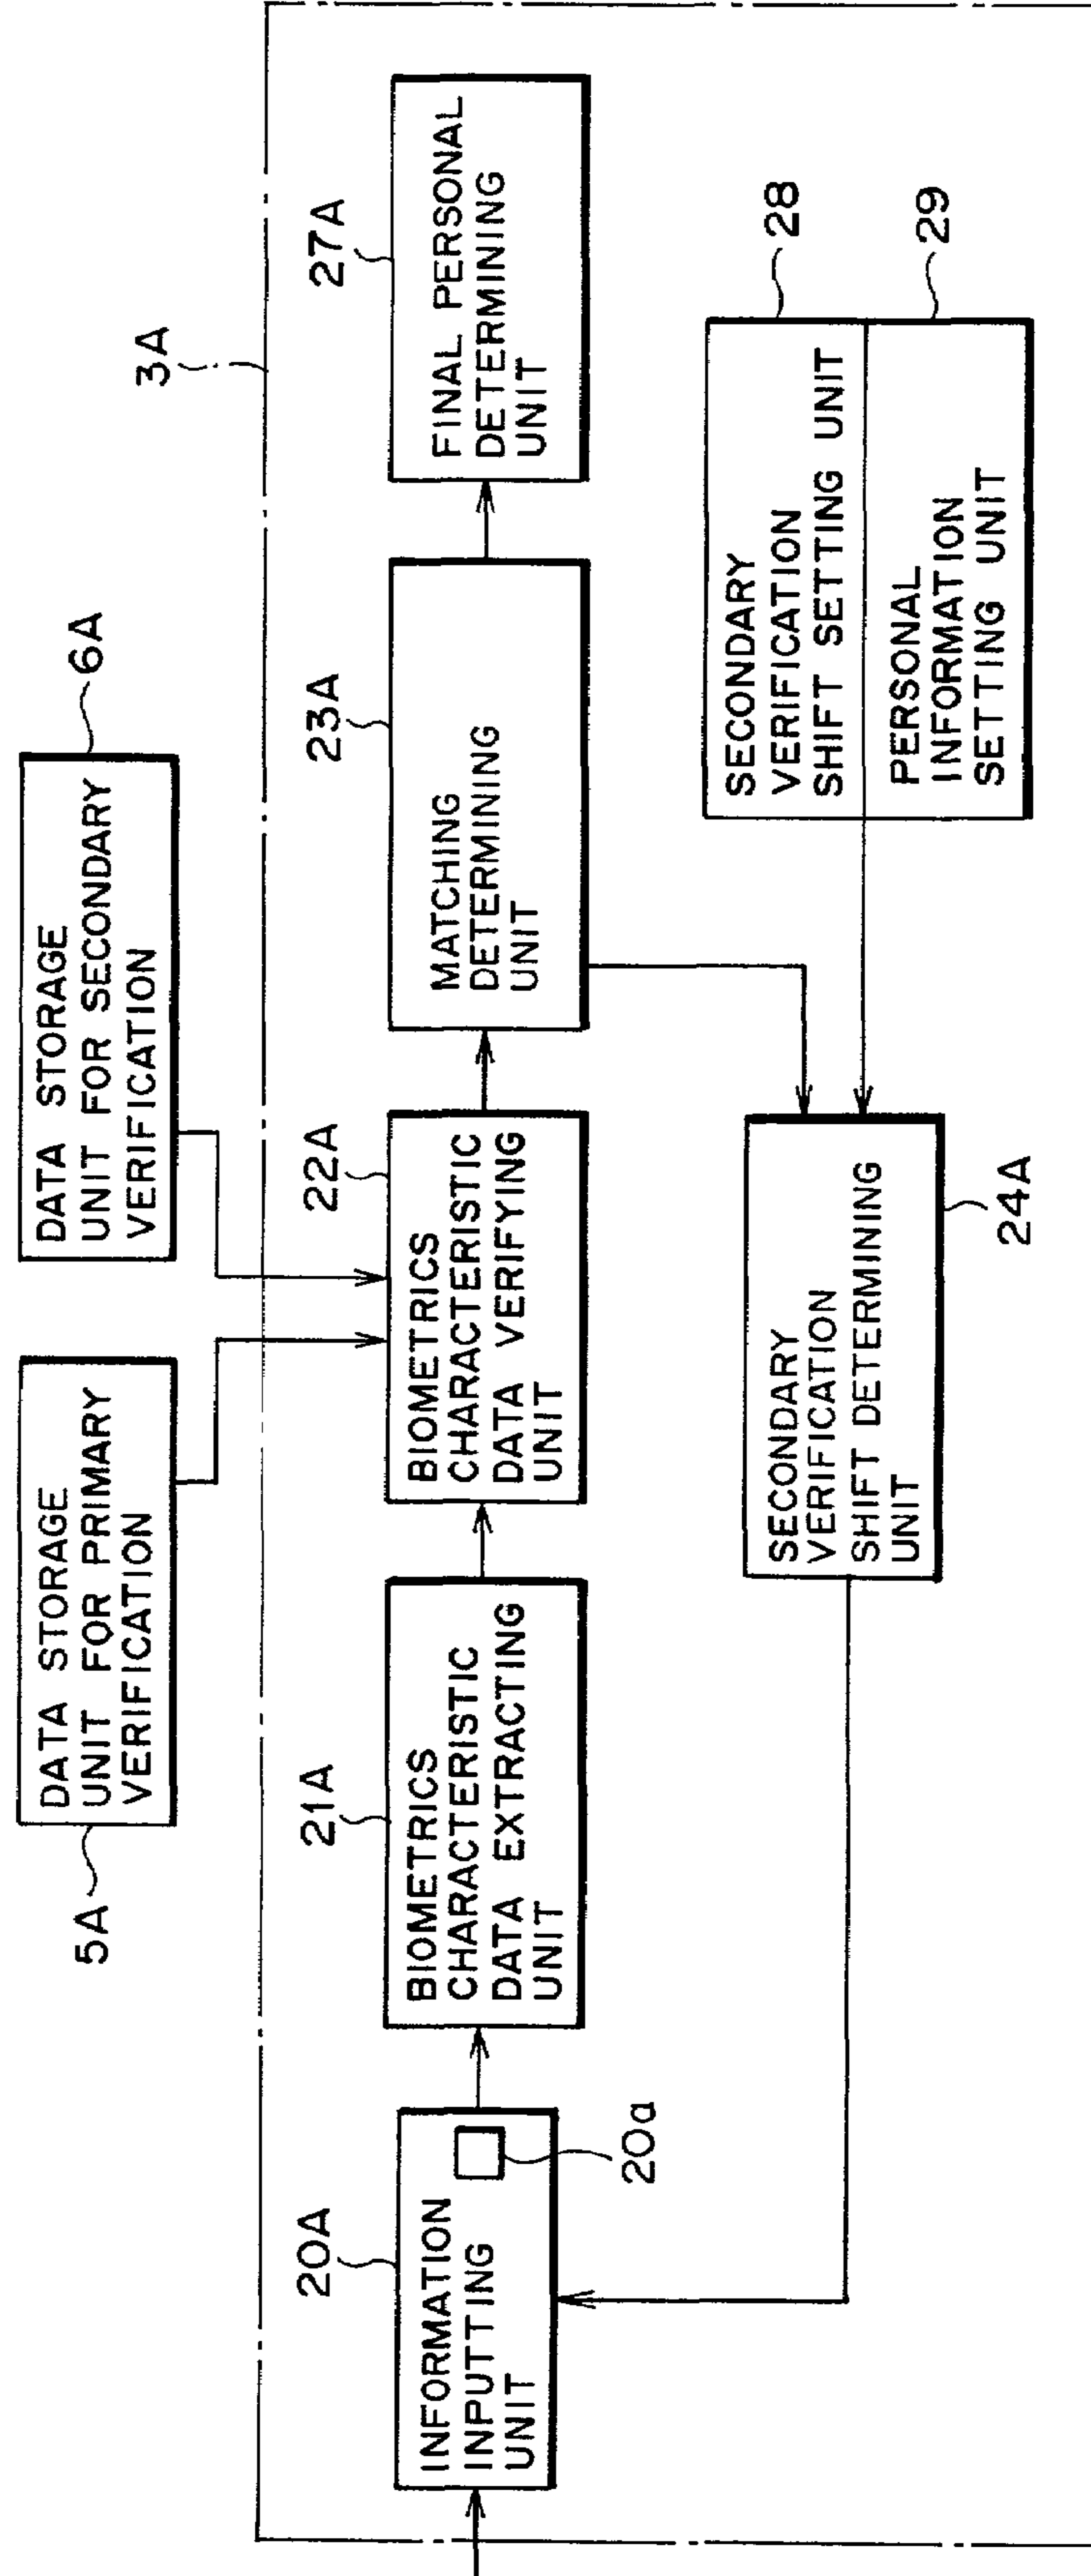 5A
DATA STORAGE
UNIT FOR PRIMARY
VERIFICATION
6A
DATA STORAGE
UNIT FOR SECONDARY
VERIFICATION
3A
20A
INFORMATION
INPUTTING
UNIT
20a
21A
BIOMETRICS
CHARACTERISTIC
DATA EXTRACTING
UNIT
22A
BIOMETRICS
CHARACTERISTIC
DATA VERIFYING
UNIT
23A
MATCHING
DETERMINING
UNIT
27A
FINAL PERSONAL
DETERMINING
UNIT
SECONDARY
VERIFICATION
SHIFT DETERMINING
UNIT
24A
SECONDARY
VERIFICATION
SHIFT SETTING UNIT
28
PERSONAL
INFORMATION
SETTING UNIT
29